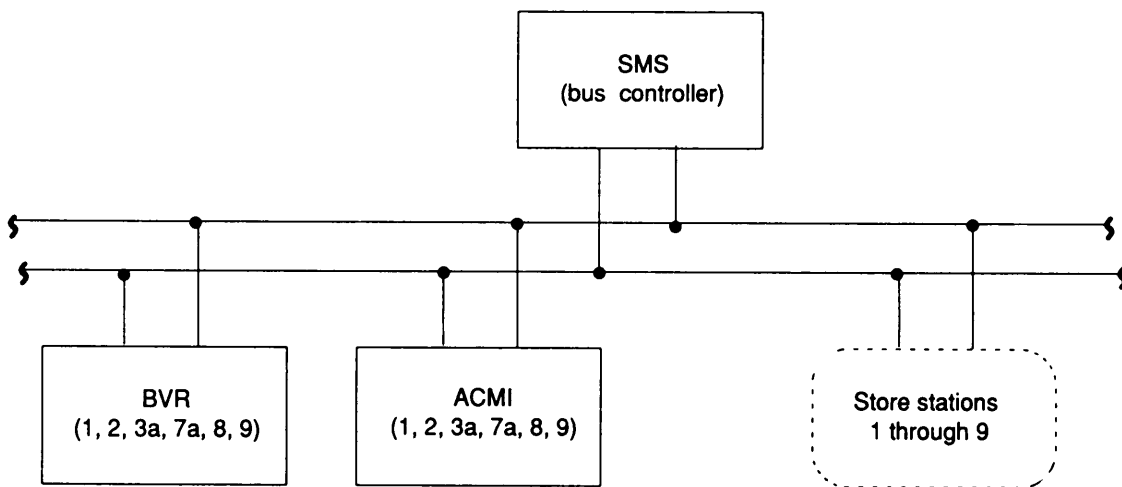 SMS
(bus controller)
BVR
(1, 2, 3a, 7a, 8, 9)
ACMI
(1, 2, 3a, 7a, 8, 9)
Store stations
1 through 9